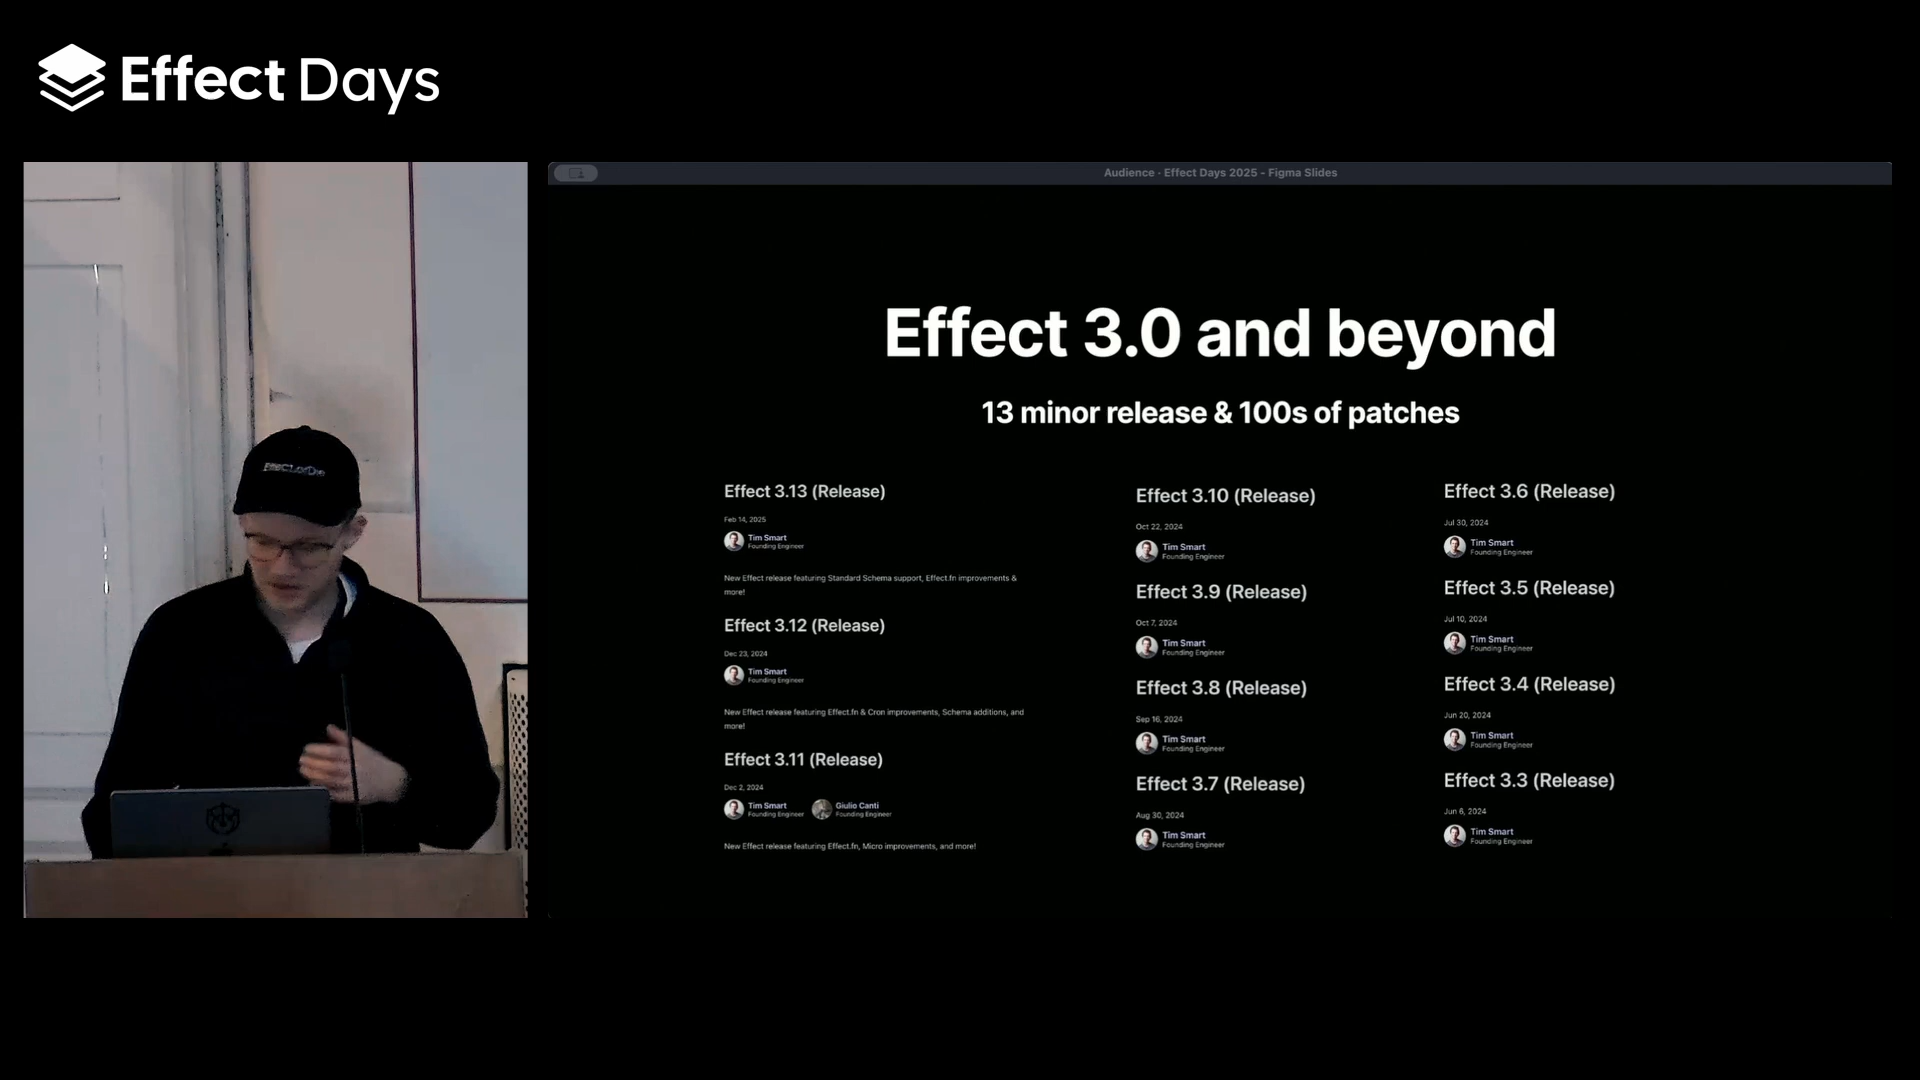 Effect Days
Audience - Effect Days 2025 - Figma Slides
Effect 3.0 and beyond
13 minor release & 100s of patches
Effect 3.13 (Release)
Feb 14, 2025
Tim Smart
Founding Engineer
New Effect release featuring Standard Schema support, Effect.fn improvements &
more!
Effect 3.12 (Release)
Dec 23, 2024
Tim Smart
Founding Engineer
New Effect release featuring Effect.fn & Cron improvements, Schema additions, and
more!
Effect 3.11 (Release)
Dec 2, 2024
Tim Smart
Founding Engineer
Giulio Canti
Founding Engineer
New Effect release featuring Effect.fn, Micro improvements, and more!
Effect 3.10 (Release)
Oct 22, 2024
Tim Smart
Founding Engineer
Effect 3.9 (Release)
Oct 7, 2024
Tim Smart
Founding Engineer
Effect 3.8 (Release)
Sep 16, 2024
Tim Smart
Founding Engineer
Effect 3.7 (Release)
Aug 30, 2024
Tim Smart
Founding Engineer
Effect 3.6 (Release)
Jul 30, 2024
Tim Smart
Founding Engineer
Effect 3.5 (Release)
Jul 10, 2024
Tim Smart
Founding Engineer
Effect 3.4 (Release)
Jun 20, 2024
Tim Smart
Founding Engineer
Effect 3.3 (Release)
Jun 6, 2024
Tim Smart
Founding Engineer